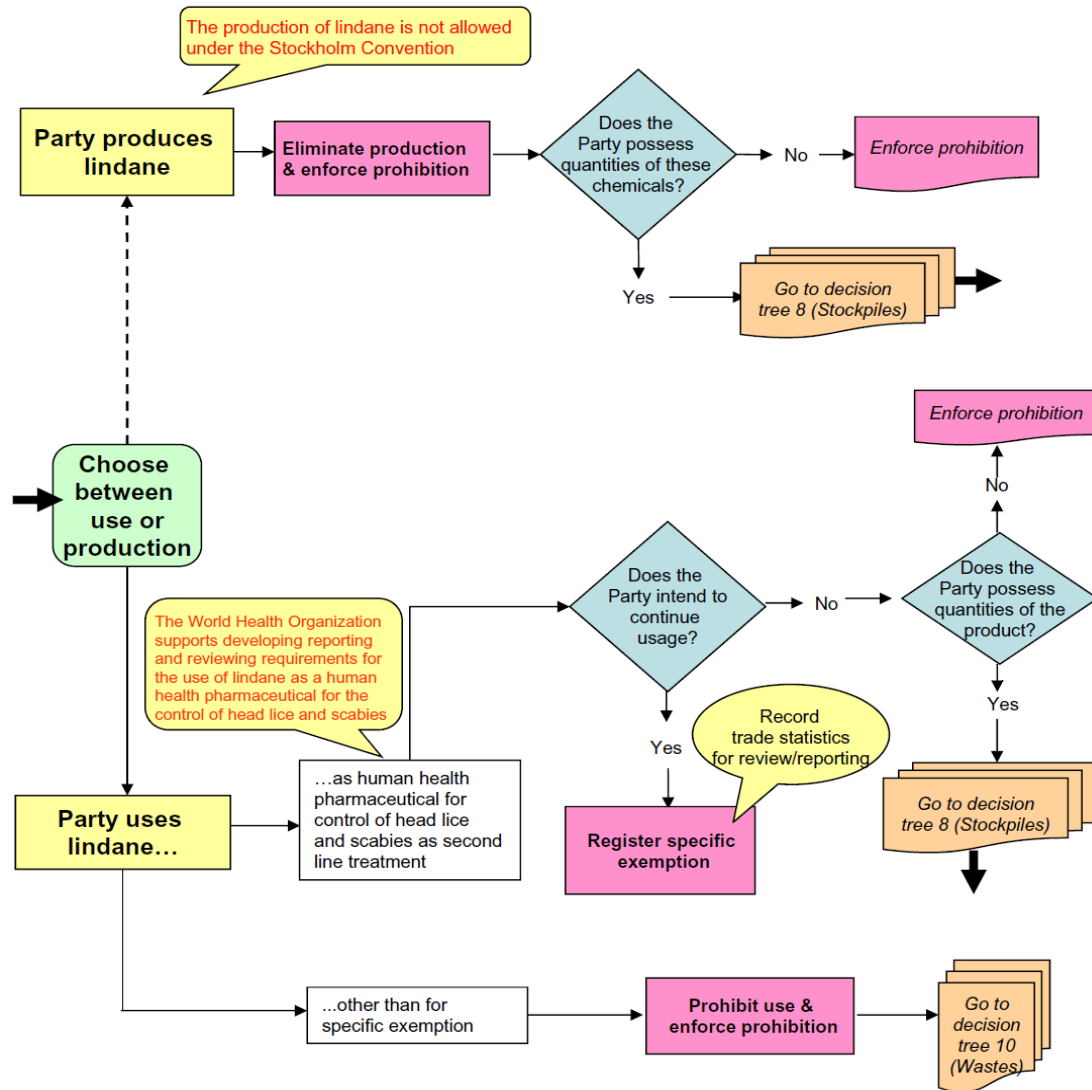 The production of lindane is not allowed
under the Stockholm Convention
Party produces
lindane
Eliminate production
& enforce prohibition
Does the
Party possess
quantities of these
chemicals?
No
Enforce prohibition
Yes
Go to decision
tree 8 (Stockpiles)
Enforce prohibition
No
Choose
between
use or
production
Does the
Party intend to
continue
usage?
No
Does the
Party possess
quantities of the
product?
The World Health Organization
supports developing reporting
and reviewing requirements for
the use of lindane as a human
health pharmaceutical for the
control of head lice and scabies
Yes
Record
trade statistics
for review/reporting
Yes
Party uses
lindane…
…as human health
pharmaceutical for
control of head lice
and scabies as second
line treatment
Register specific
exemption
Go to decision
tree 8 (Stockpiles)
...other than for
specific exemption
Prohibit use &
enforce prohibition
Go to
decision
tree 10
(Wastes)